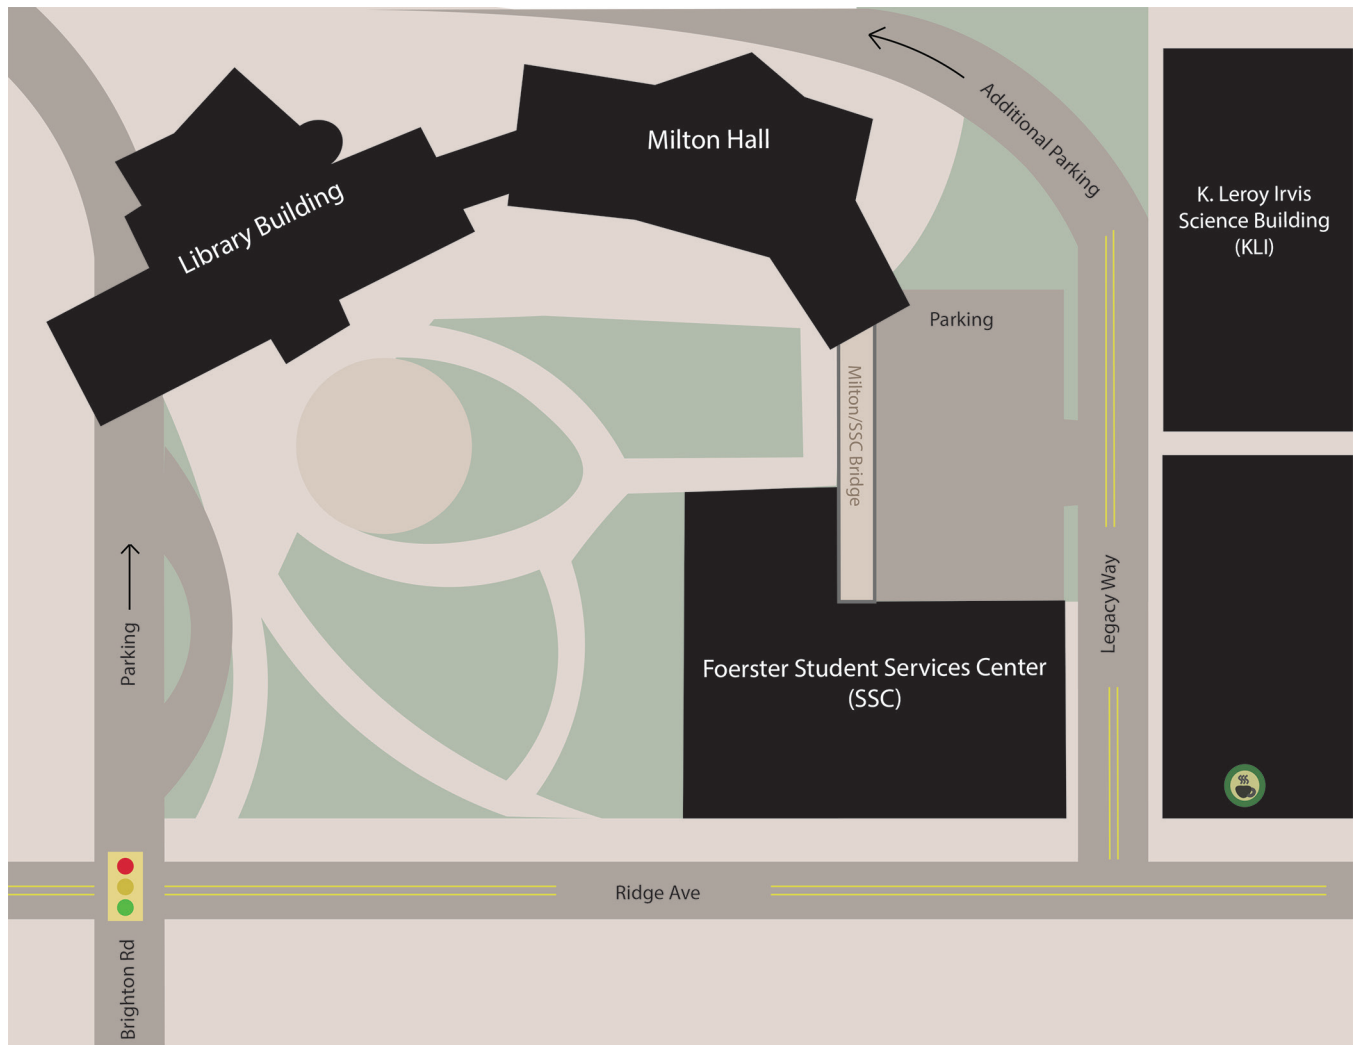 Milton Hall
Additional Parking
Library Building
K. Leroy Irvis
Science Building
(KLI)
Parking
Milton/SSC Bridge
Legacy Way
Parking
Foerster Student Services Center
(SSC)
Ridge Ave
Brighton Rd